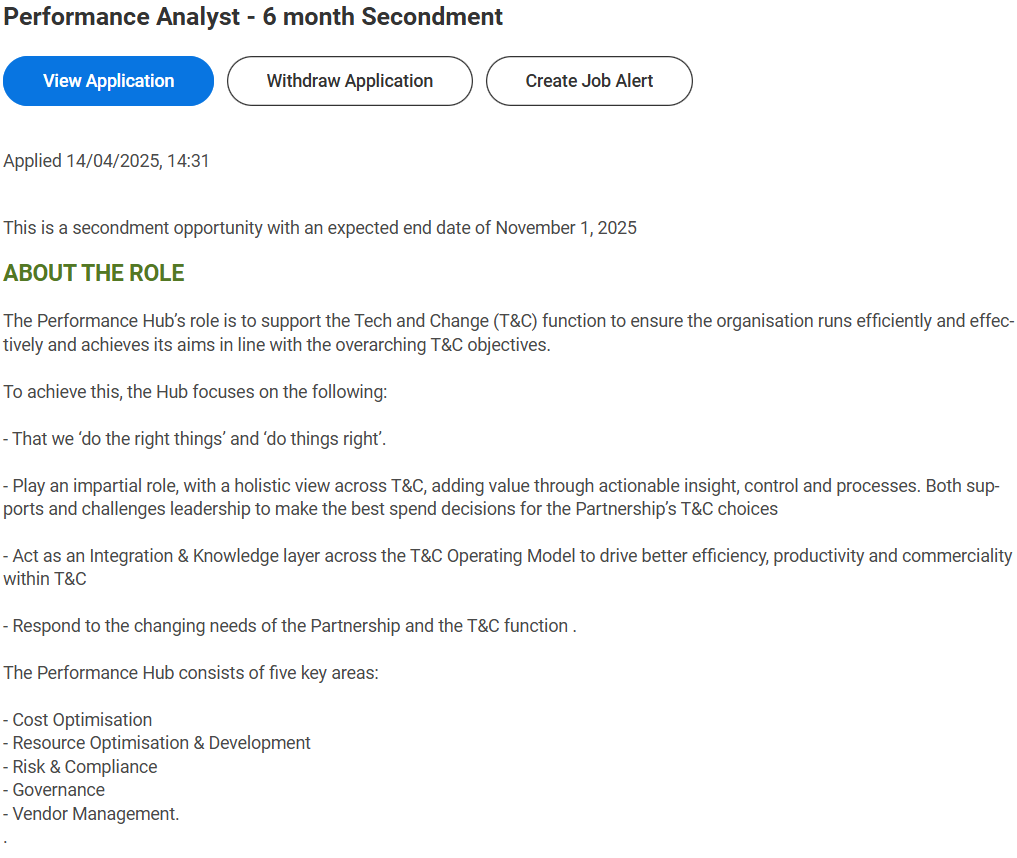 Performance Analyst - 6 month Secondment
View Application
Withdraw Application
Create Job Alert
Applied 14/04/2025, 14:31
This is a secondment opportunity with an expected end date of November 1, 2025
ABOUT THE ROLE
The Performance Hub’s role is to support the Tech and Change (T&C) function to ensure the organisation runs efficiently and effec-
tively and achieves its aims in line with the overarching T&C objectives.
To achieve this, the Hub focuses on the following:
- That we ‘do the right things’ and ‘do things right’.
- Play an impartial role, with a holistic view across T&C, adding value through actionable insight, control and processes. Both sup-
ports and challenges leadership to make the best spend decisions for the Partnership’s T&C choices
- Act as an Integration & Knowledge layer across the T&C Operating Model to drive better efficiency, productivity and commerciality
within T&C
- Respond to the changing needs of the Partnership and the T&C function .
The Performance Hub consists of five key areas:
- Cost Optimisation
- Resource Optimisation & Development
- Risk & Compliance
- Governance
- Vendor Management.
.